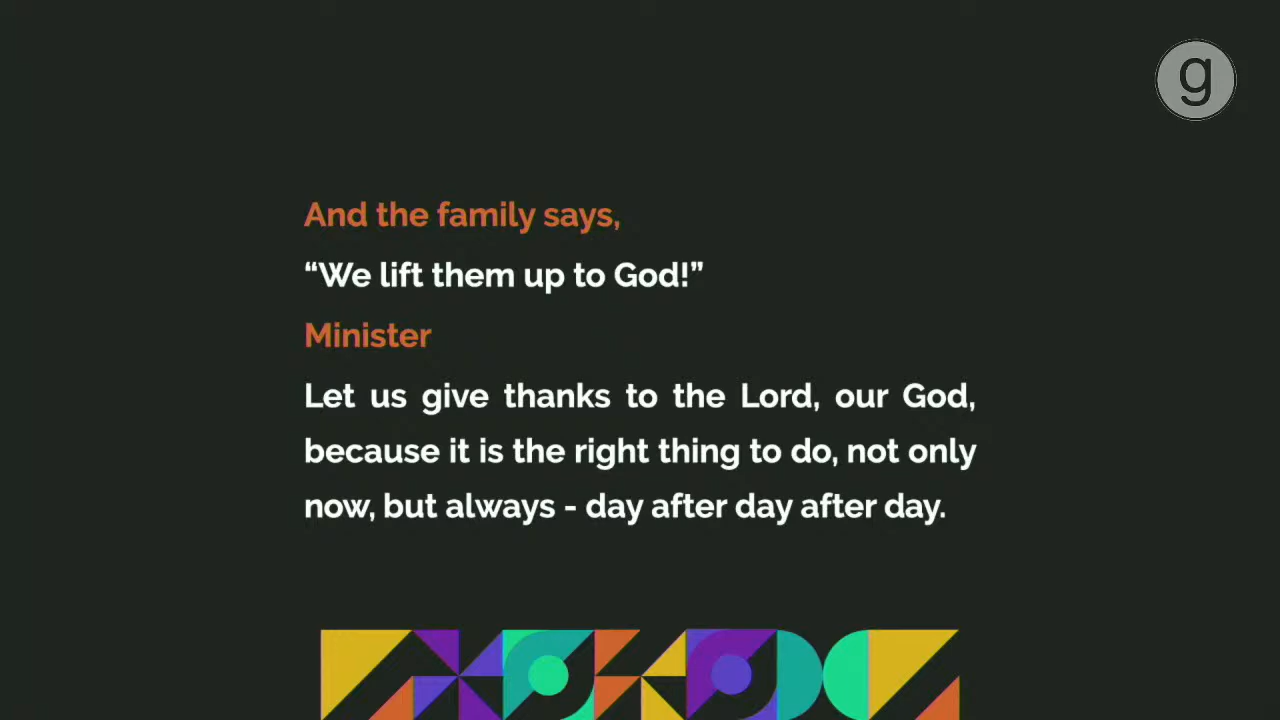 g
And the family says,
“We lift them up to God!”
Minister
Let us give thanks to the Lord, our God,
because it is the right thing to do, not only
now, but always - day after day after day.